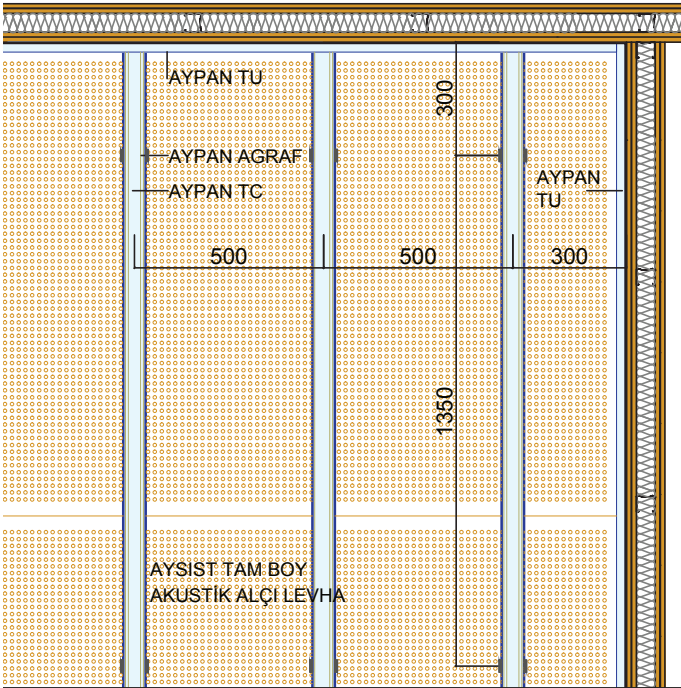 AYPAN TU
300
AYPAN AGRAF
AYPAN TC
AYPAN
TU
500
500
300
1350
AYSIST TAM BOY
AKUSTİK ALÇI LEVHA